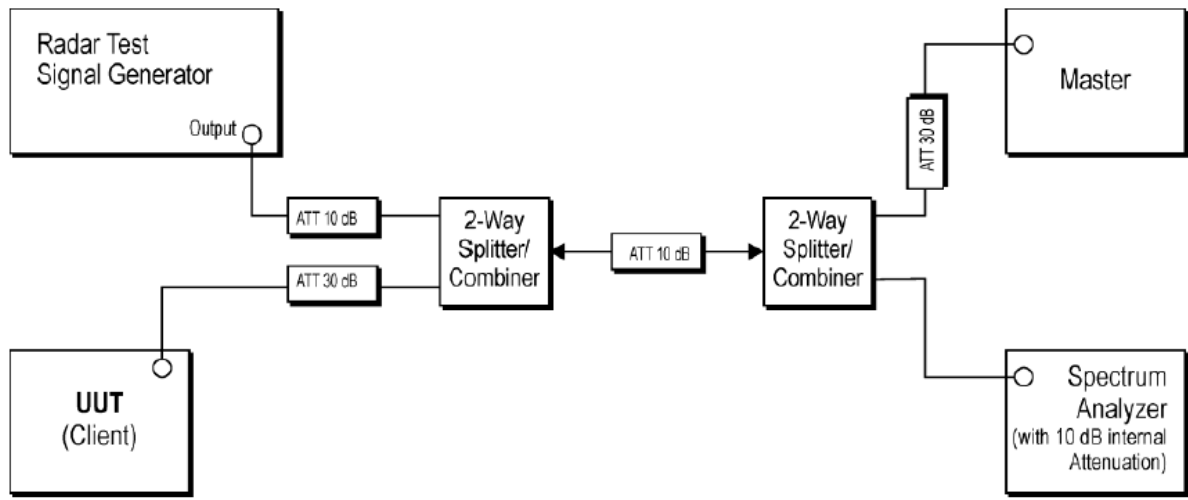 Radar Test
Signal Generator
Output
ATT 10 dB
ATT 30 dB
UUT
(Client)
2-Way
Splitter/
Combiner
ATT 10 dB
2-Way
Splitter/
Combiner
ATT 30 dB
Master
Spectrum
Analyzer
(with 10 dB internal
Attenuation)